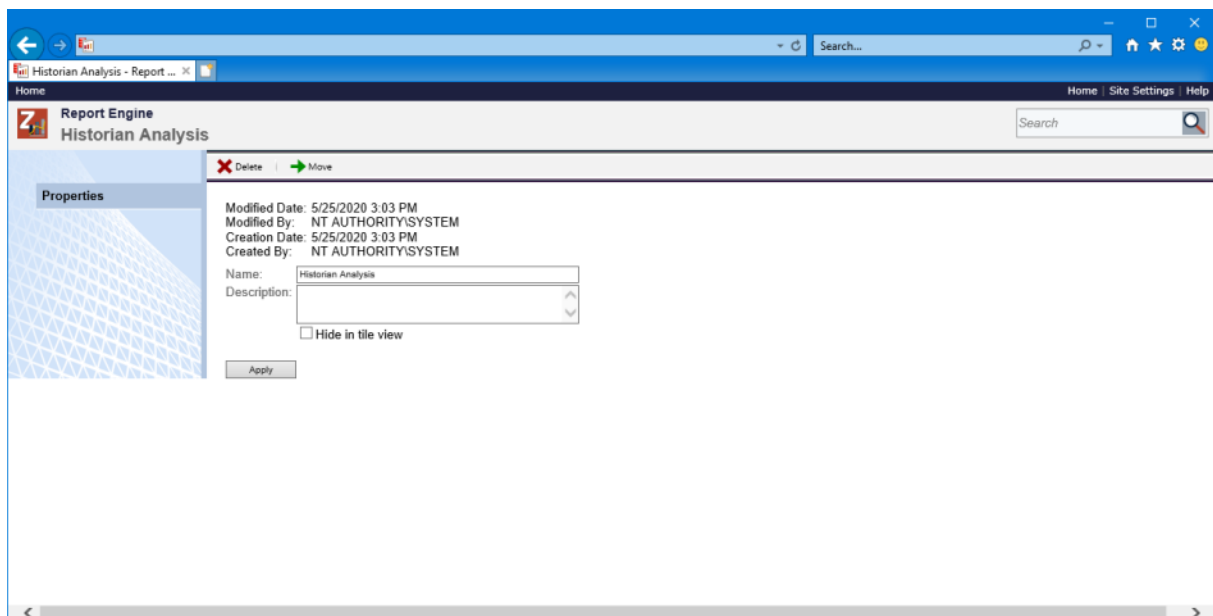 Search...
Historian Analysis - Report ...
Home
Home | Site Settings | Help
Report Engine
Historian Analysis
Search
Delete | Move
Properties
Modified Date: 5/25/2020 3:03 PM
Modified By: NT AUTHORITY\SYSTEM
Creation Date: 5/25/2020 3:03 PM
Created By: NT AUTHORITY\SYSTEM
Name: Historian Analysis
Description:
Hide in tile view
Apply